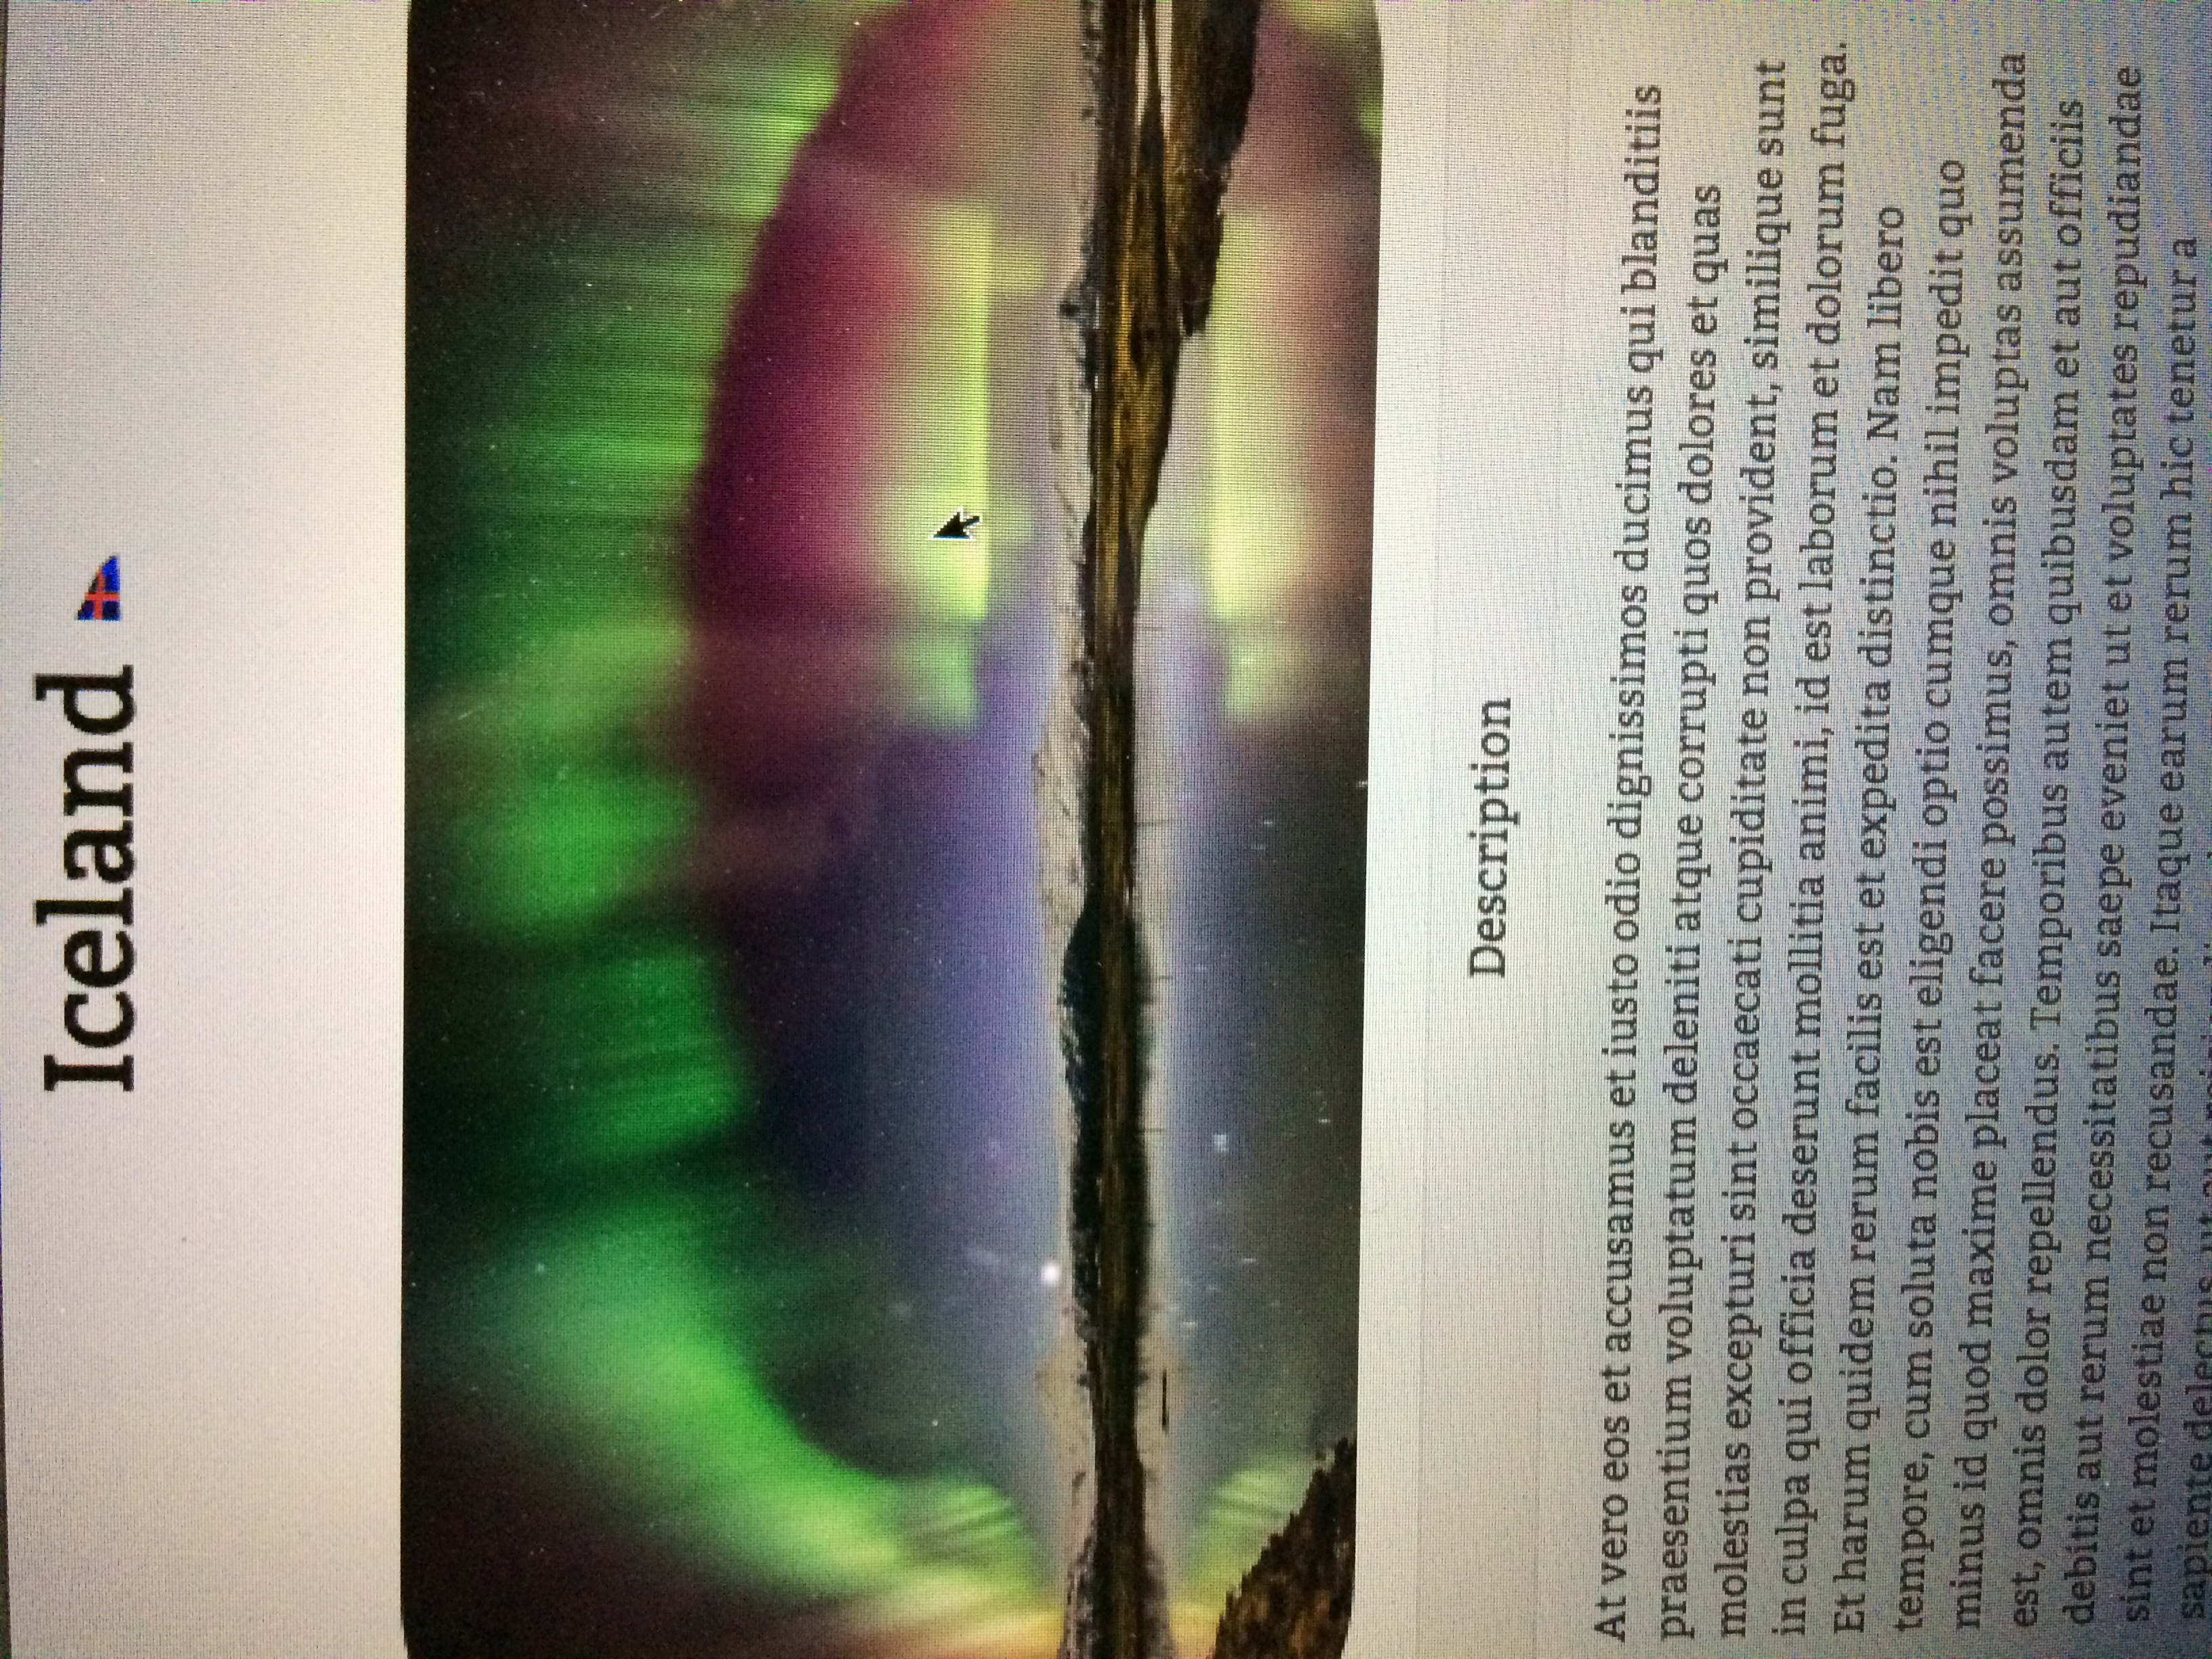 Iceland
Description
At vero eos et accusamus et iusto odio dignissimos ducimus qui blanditiis
praesentium voluptatum deleniti atque corrupti quos dolores et quas
molestias excepturi sint occaecati cupiditate non provident, similique sunt
in culpa qui officia deserunt mollitia animi, id est laborum et dolorum fuga.
Et harum quidem rerum facilis est et expedita distinctio. Nam libero
tempore, cum soluta nobis est eligendi optio cumque nihil impedit quo
minus id quod maxime placeat facere possimus, omnis voluptas assumenda
est, omnis dolor repellendus. Temporibus autem quibusdam et aut officiis
debitis aut rerum necessitatibus saepe eveniet ut et voluptates repudiandae
sint et molestiae non recusandae. Itaque earum rerum hic tenetur a
sapiente delectus, ut aut